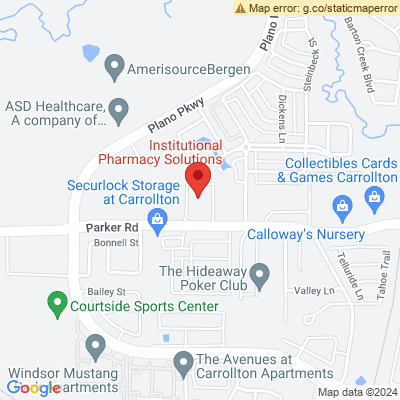 Map error: g.co/staticmaperror
Plano
Barton Creek Blvd
Steinbeck St
AmerisourceBergen
Plano Pkwy
Dickens Ln
ASD Healthcare,
A company of...
Institutional
Pharmacy Solutions
Collectibles Cards
& Games Carrollton
Securlock Storage
at Carrollton
Parker Rd
Bonnell St
Calloway's Nursery
Telluride Ln
Tahoe Trail
The Hideaway
Poker Club
Valley Ln
Bailey St
Courtside Sports Center
Windsor Mustang
Apartments
The Avenues at
Carrollton Apartments
Google
Map data ©2024